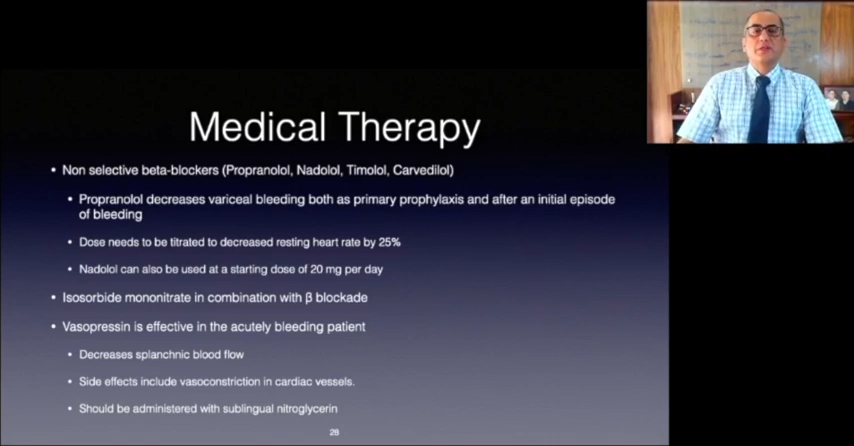 Medical Therapy
• Non selective beta-blockers (Propranolol, Nadolol, Timolol, Carvedilol)
• Propranolol decreases variceal bleeding both as primary prophylaxis and after an initial episode
of bleeding
• Dose needs to be titrated to decreased resting heart rate by 25%
• Nadolol can also be used at a starting dose of 20 mg per day
• Isosorbide mononitrate in combination with β blockade
• Vasopressin is effective in the acutely bleeding patient
• Decreases splanchnic blood flow
• Side effects include vasoconstriction in cardiac vessels.
• Should be administered with sublingual nitroglycerin
28